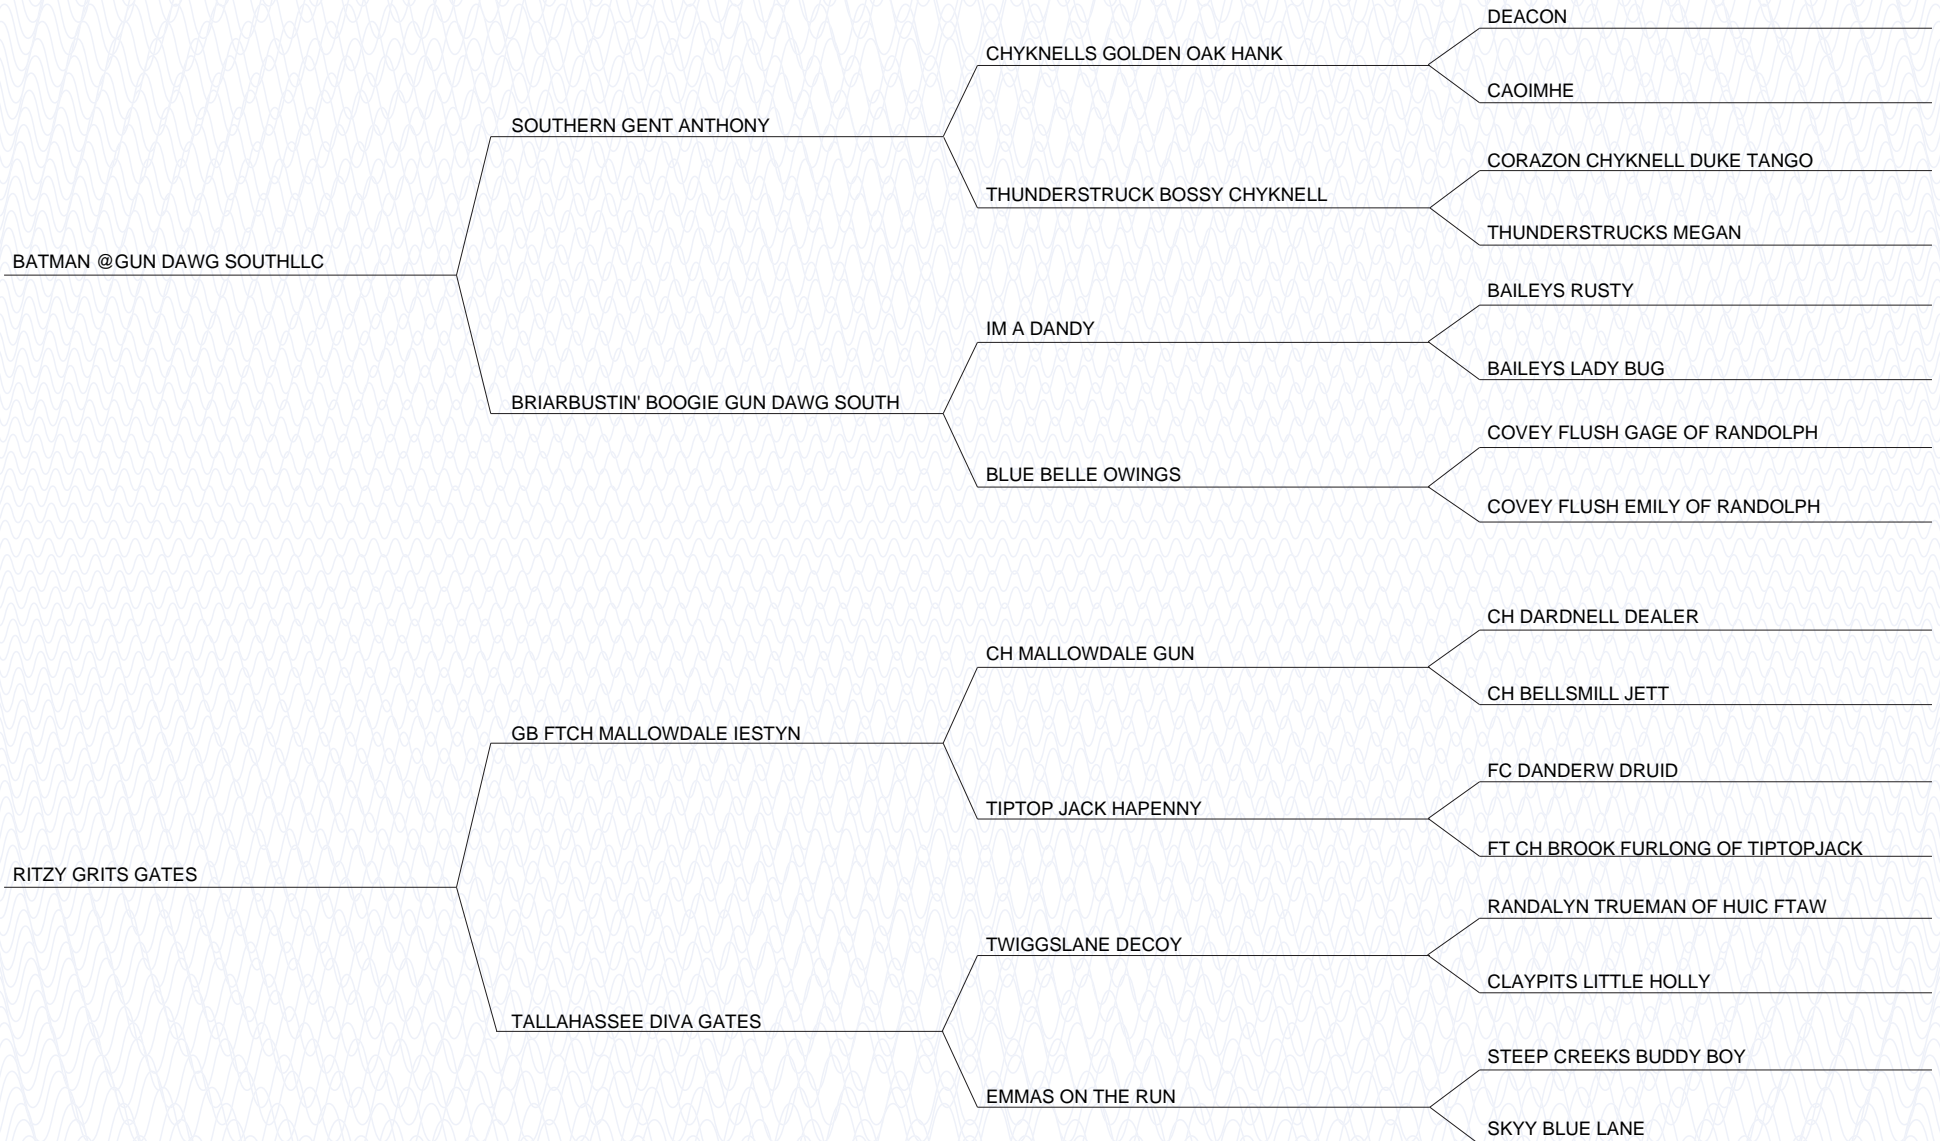 DEACON
CHYKNELLS GOLDEN OAK HANK
CAOIMHE
SOUTHERN GENT ANTHONY
CORAZON CHYKNELL DUKE TANGO
THUNDERSTRUCK BOSSY CHYKNELL
THUNDERSTRUCKS MEGAN
BATMAN @GUN DAWG SOUTHLLC
BAILEYS RUSTY
IM A DANDY
BAILEYS LADY BUG
BRIARBUSTIN' BOOGIE GUN DAWG SOUTH
COVEY FLUSH GAGE OF RANDOLPH
BLUE BELLE OWINGS
COVEY FLUSH EMILY OF RANDOLPH
CH DARDNELL DEALER
CH MALLOWDALE GUN
CH BELLSMILL JETT
GB FTCH MALLOWDALE IESTYN
FC DANDERW DRUID
TIPTOP JACK HAPENNY
FT CH BROOK FURLONG OF TIPTOPJACK
RITZY GRITS GATES
RANDALYN TRUEMAN OF HUIC FTAW
TWIGGSLANE DECOY
CLAYPITS LITTLE HOLLY
TALLAHASSEE DIVA GATES
STEEP CREEKS BUDDY BOY
EMMAS ON THE RUN
SKYY BLUE LANE